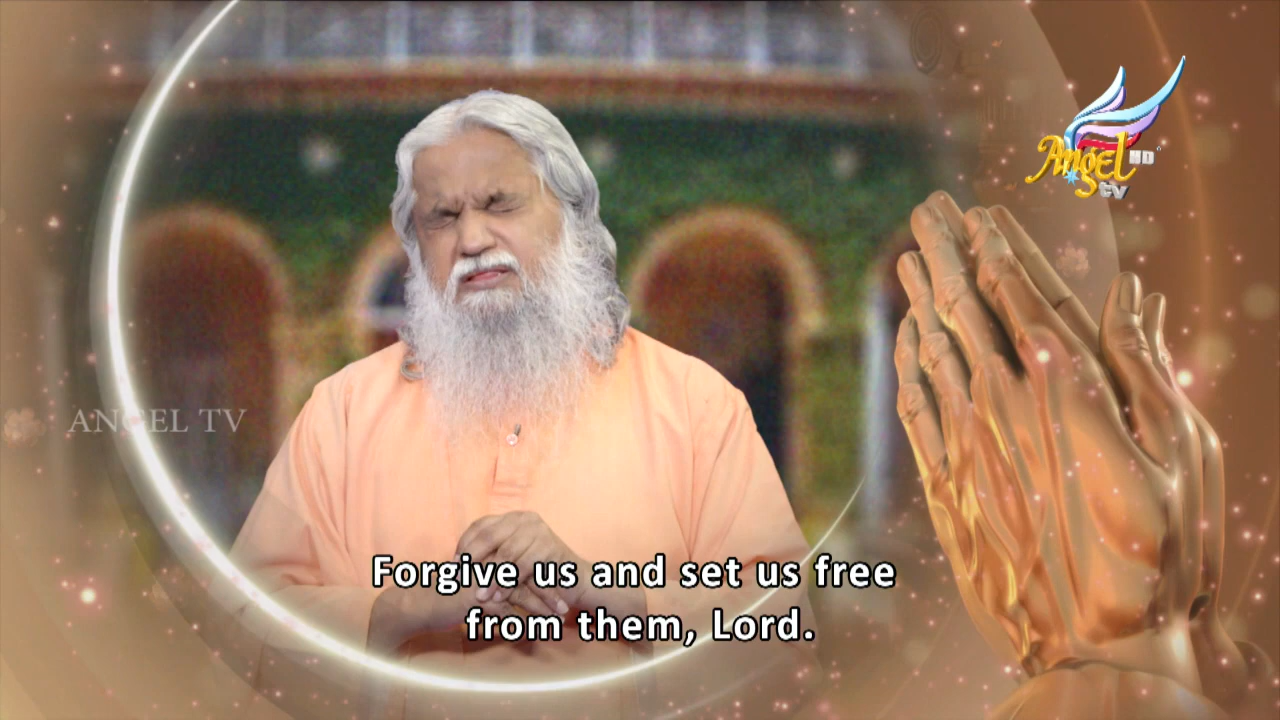 Angel HD
tv
ANGEL TV
Forgive us and set us free
from them, Lord.